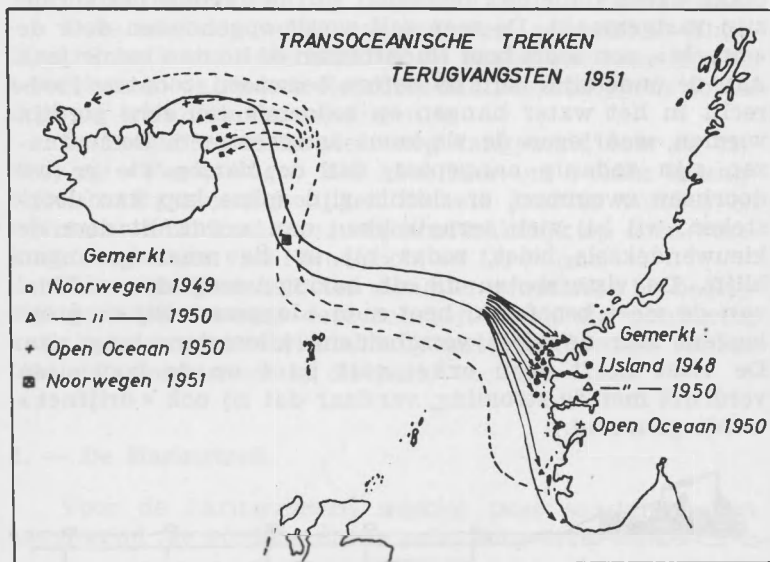 TRANSOCEANISCHE MERKEN
TERUGVANGSTEN 1951
Gemerkt :
• Noorwegen 1949
▲ —"— 1950
+ Open Oceaan 1950
■ Noorwegen 1951
Gemerkt :
• IJsland 1948
▲ —"— 1950
+ Open Oceaan 1950